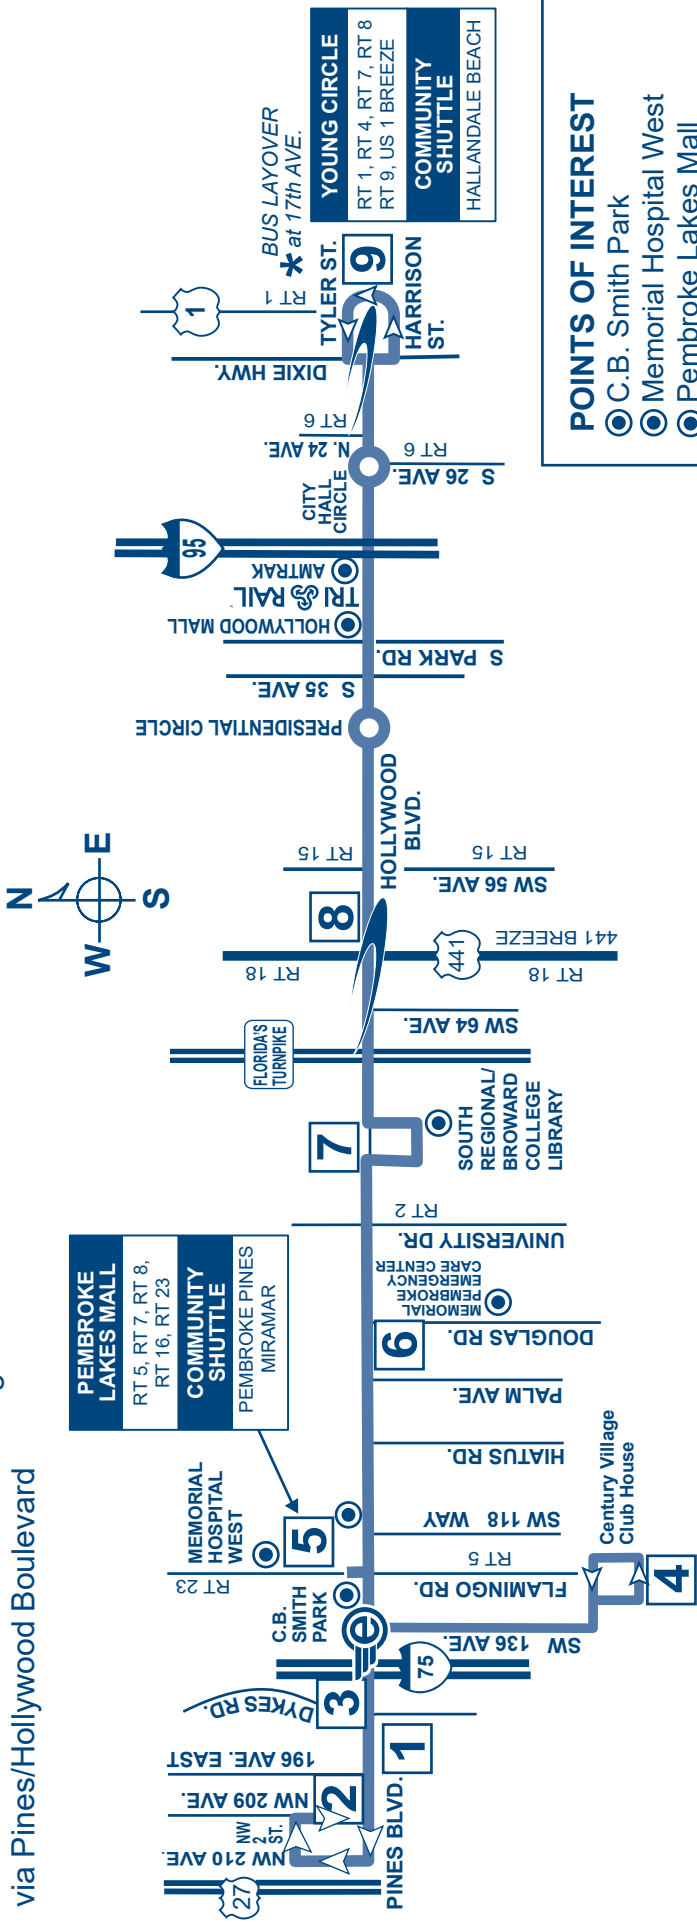 via Pines/Hollywood Boulevard
N
W
E
S
27
NW 210 AVE.
NW
2
ST.
NW 209 AVE.
196 AVE. EAST
2
PINES BLVD.
1
DYKES RD.
3
75
e
SW 136 AVE.
C.B.
SMITH
PARK
4
Century Village
Club House
RT 23
FLAMINGO RD.
RT 5
MEMORIAL
HOSPITAL
WEST
5
PEMBROKE
LAKES MALL
RT 5, RT 7, RT 8,
RT 16, RT 23
COMMUNITY
SHUTTLE
PEMBROKE PINES
MIRAMAR
SW 118 WAY
HIATUS RD.
PALM AVE.
6
DOUGLAS RD.
MEMORIAL
PEMBROKE
EMERGENCY
CARE CENTER
UNIVERSITY DR.
RT 2
7
SOUTH
REGIONAL/
BROWARD
COLLEGE
LIBRARY
FLORIDA'S
TURNPIKE
SW 64 AVE.
RT 18
441
RT 18
441 BREEZE
8
HOLLYWOOD
BLVD.
RT 15
SW 56 AVE.
RT 15
PRESIDENTIAL CIRCLE
S 35 AVE.
S PARK RD.
HOLLYWOOD MALL
TRI RAIL
AMTRAK
95
CITY
HALL
CIRCLE
N. 24 AVE.
RT 6
S 26 AVE.
RT 6
DIXIE HWY.
1
RT 1
TYLER ST.
HARRISON
ST.
9
BUS LAYOVER
* at 17th AVE.
YOUNG CIRCLE
RT 1, RT 4, RT 7, RT 8
RT 9, US 1 BREEZE
COMMUNITY
SHUTTLE
HALLANDALE BEACH
POINTS OF INTEREST
C.B. Smith Park
Memorial Hospital West
Pembroke Lakes Mall